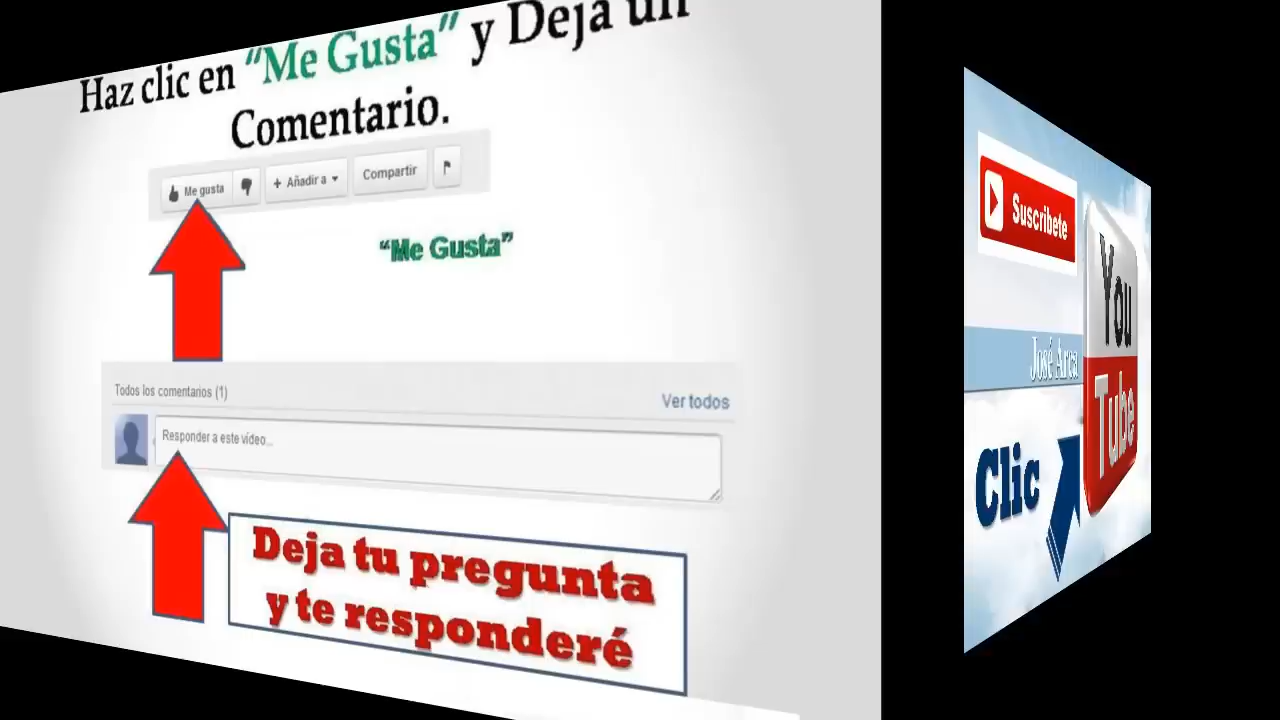 Haz clic en “Me Gusta” y Deja un
Comentario.
Me gusta
+ Añadir a
Compartir
“Me Gusta”
Todos los comentarios (1)
Ver todos
Responder a este vídeo...
Deja tu pregunta
y te responderé
Suscribete
You
Tube
José Arca
Clic